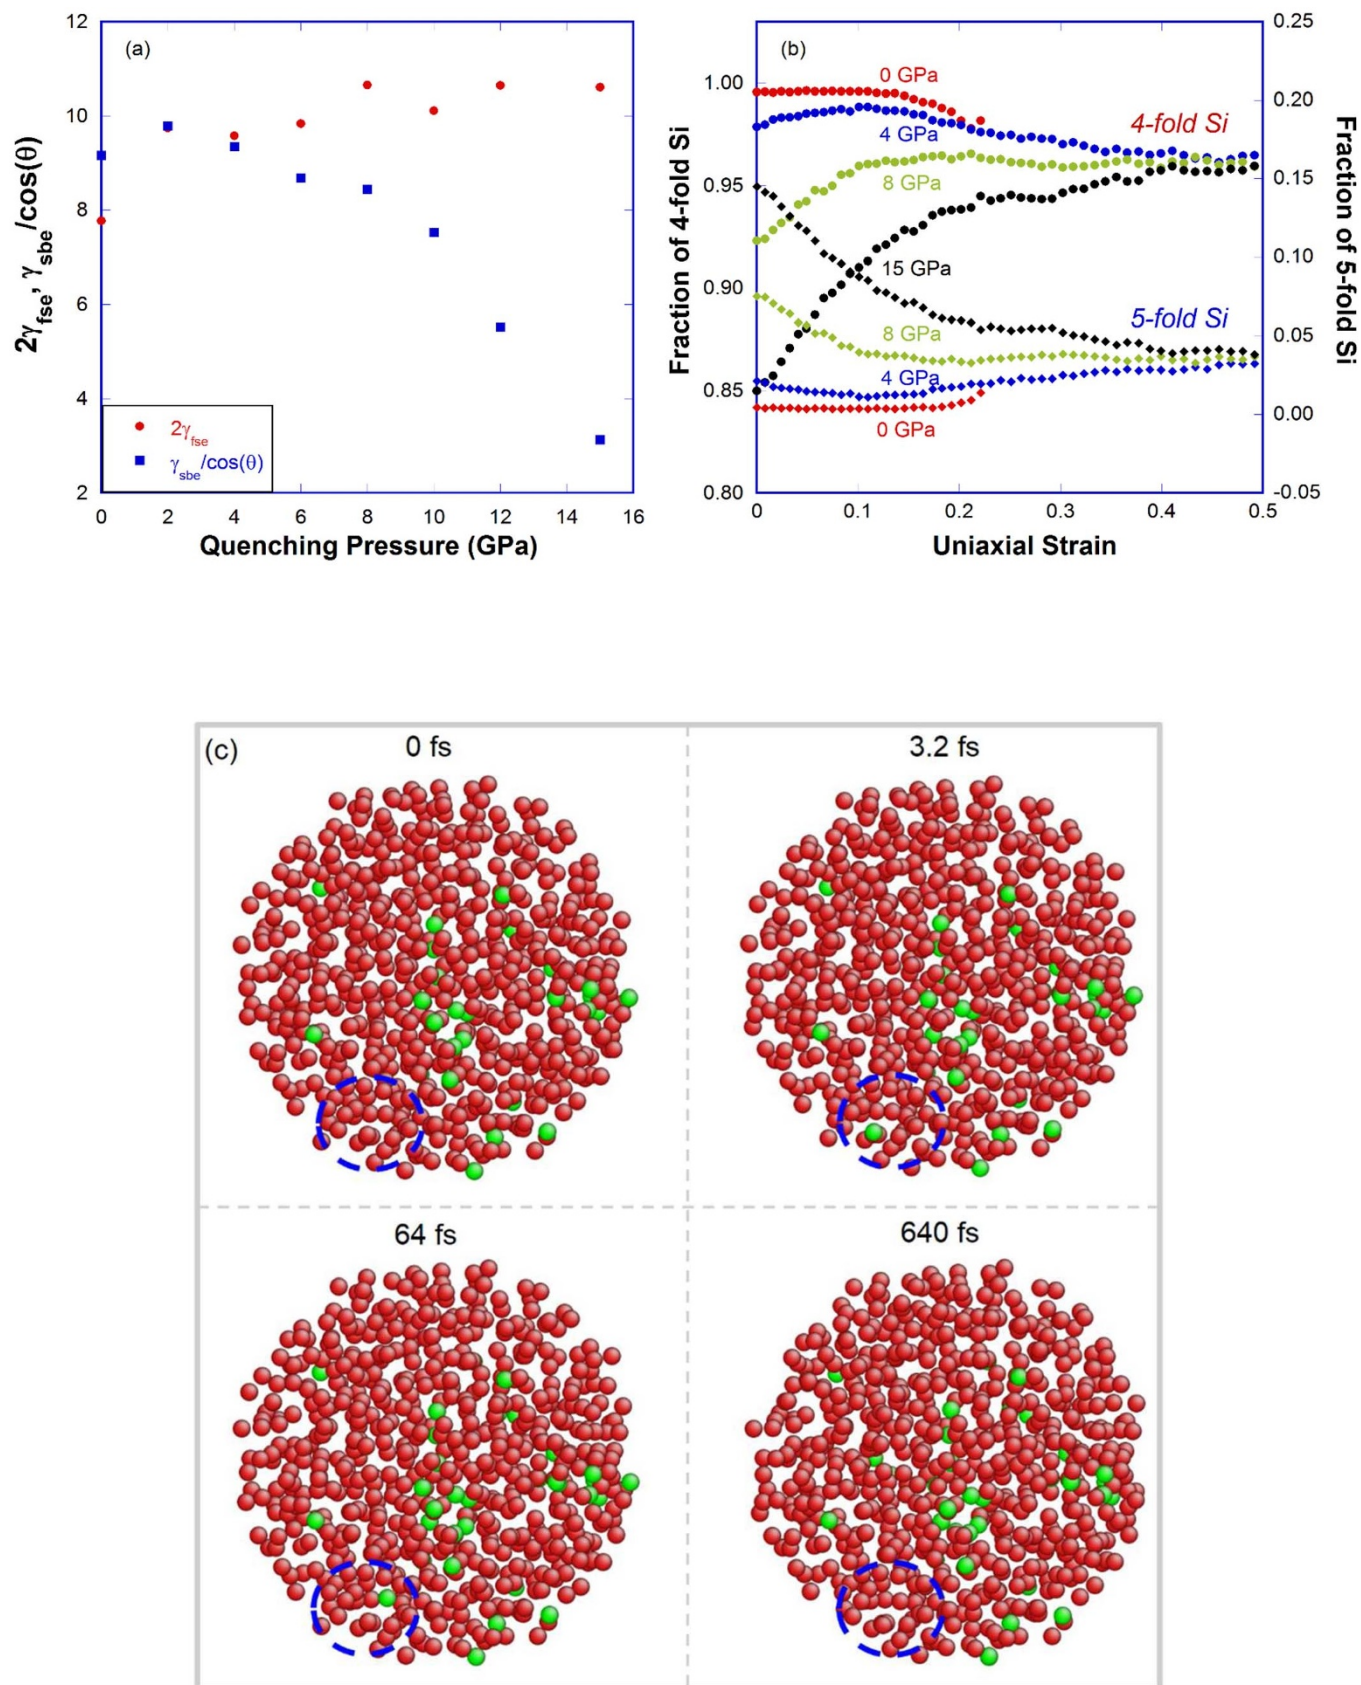 (a)
12
10
8
6
4
2
2γfse, γsbe/cos(θ)
2γfse
γsbe/cos(θ)
0 2 4 6 8 10 12 14 16
Quenching Pressure (GPa)
(b)
1.00
0.95
0.90
0.85
0.80
Fraction of 4-fold Si
0 GPa
4-fold Si
4 GPa
8 GPa
15 GPa
5-fold Si
8 GPa
4 GPa
0 GPa
0.25
0.20
0.15
0.10
0.05
0.00
-0.05
Fraction of 5-fold Si
0 0.1 0.2 0.3 0.4 0.5
Uniaxial Strain
(c)
0 fs
3.2 fs
64 fs
640 fs